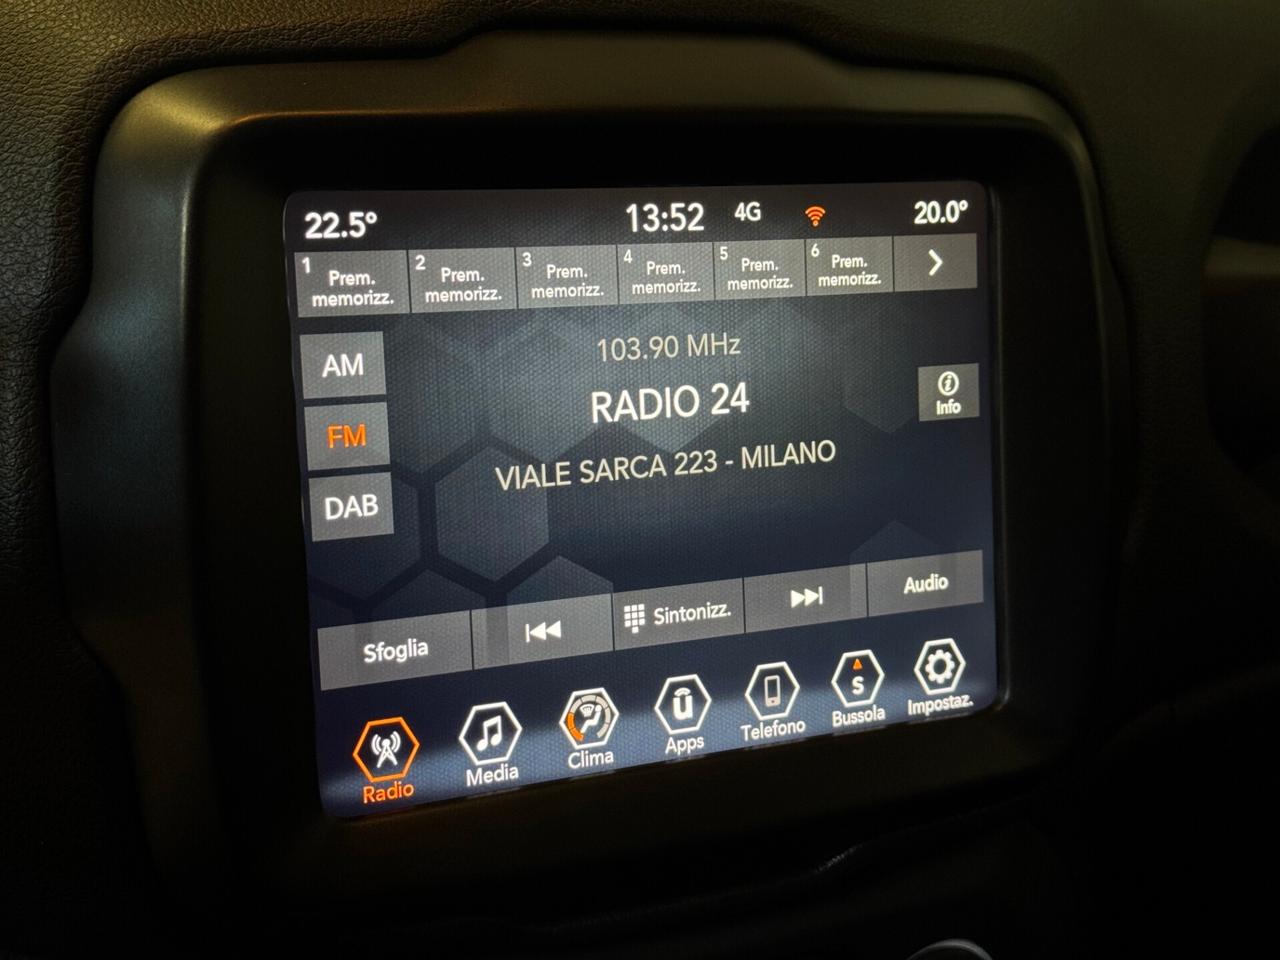 22.5° 13:52 4G 20.0°
1 Prem. memorizz.
2 Prem. memorizz.
3 Prem. memorizz.
4 Prem. memorizz.
5 Prem. memorizz.
6 Prem. memorizz.
AM
103.90 MHz
RADIO 24
Info
FM
VIALE SARCA 223 - MILANO
DAB
Sfoglia Sintonizz. Audio
Radio Media Clima Apps Telefono S Bussola Impostaz.